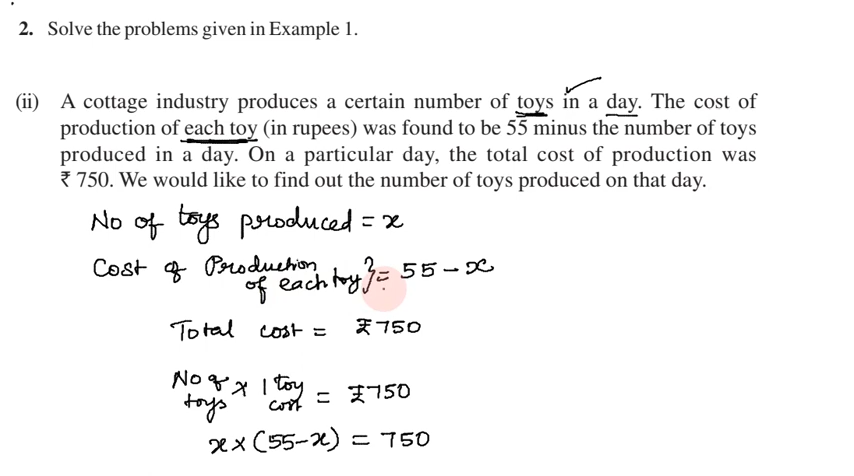 2. Solve the problems given in Example 1.
(ii) A cottage industry produces a certain number of toys in a day. The cost of
production of each toy (in rupees) was found to be 55 minus the number of toys
produced in a day. On a particular day, the total cost of production was
₹ 750. We would like to find out the number of toys produced on that day.
No of toys produced = x
Cost of Production
of each toy } = 55 - x
Total cost = ₹750
No of toys × 1 toy cost = ₹750
x × (55-x) = 750